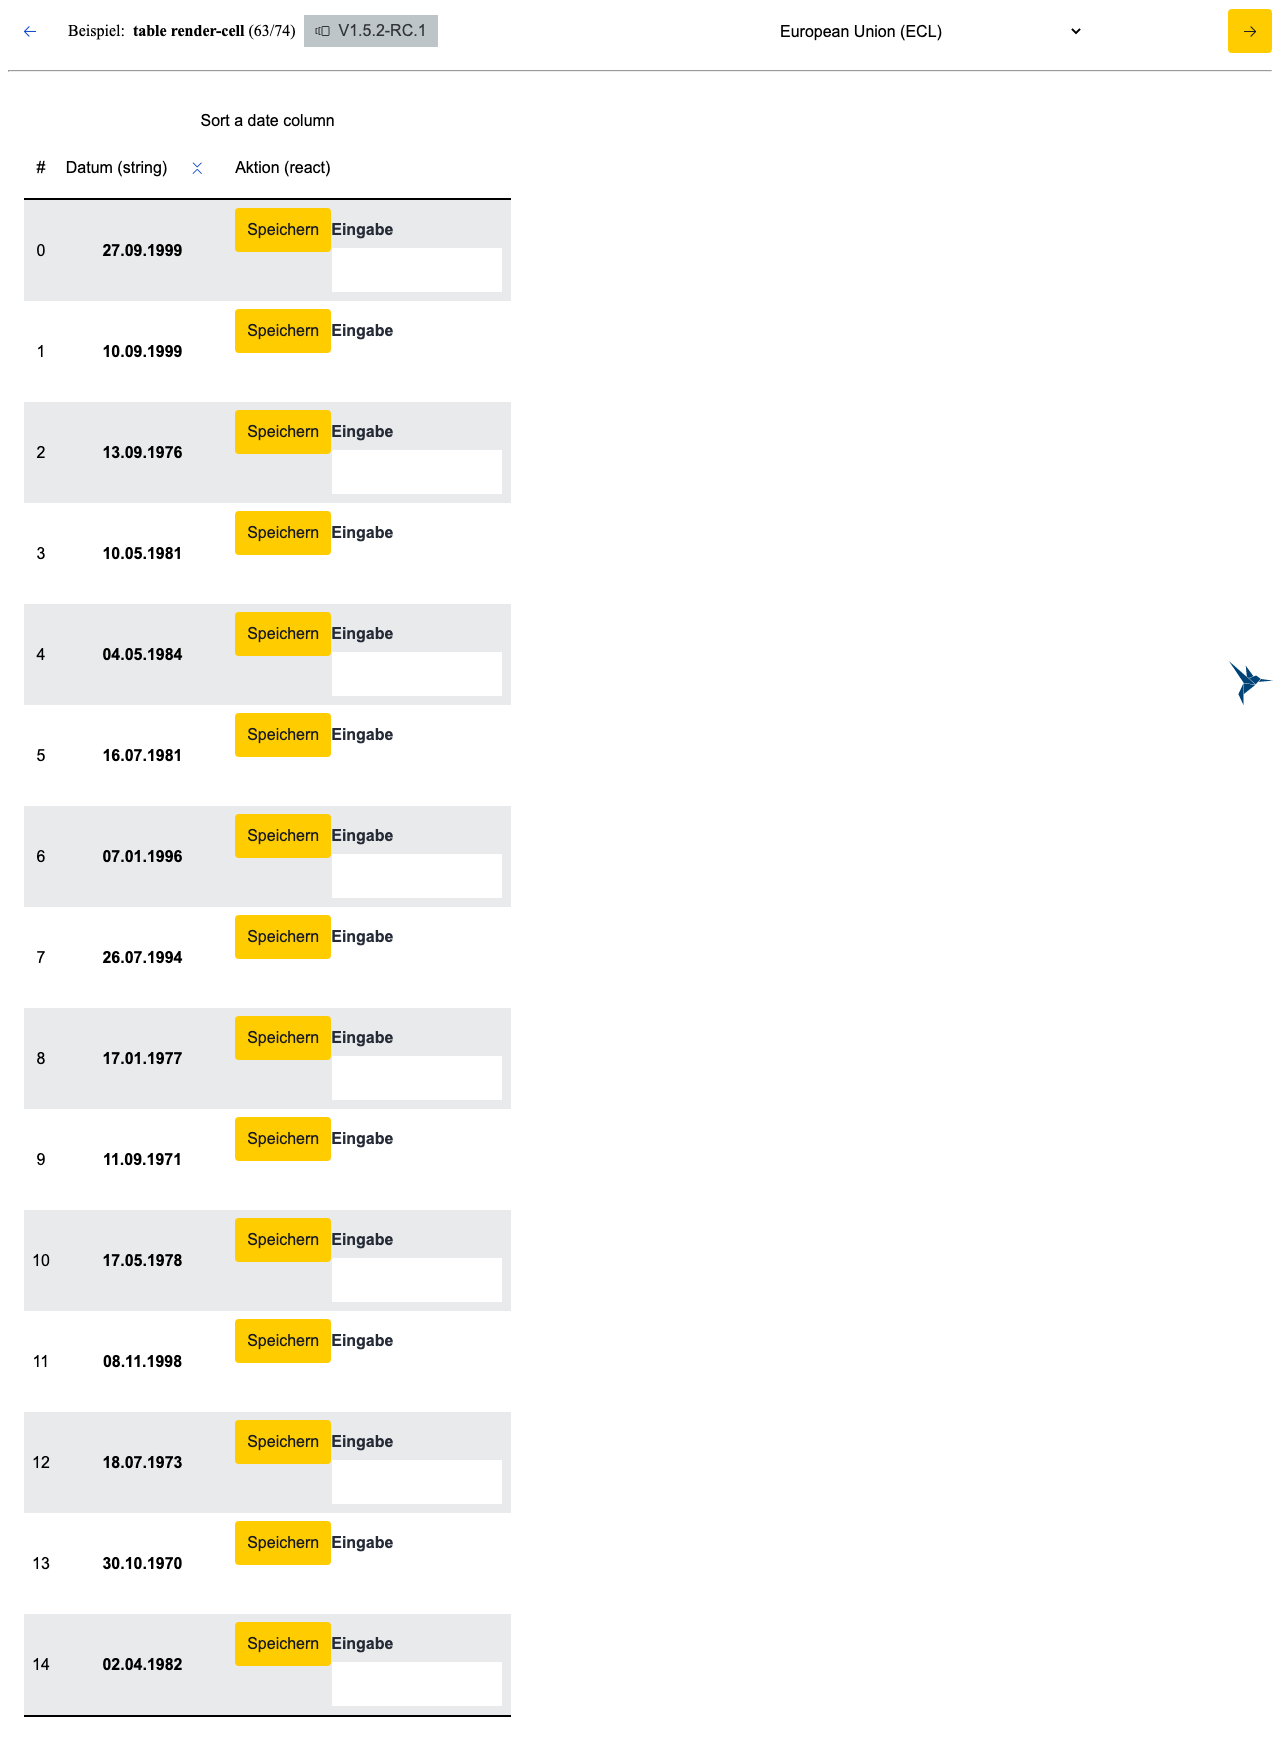 Beispiel: table render-cell (63/74) V1.5.2-RC.1 European Union (ECL)
Sort a date column
# Datum (string) Aktion (react)
Speichern Eingabe
0 27.09.1999
Speichern Eingabe
1 10.09.1999
Speichern Eingabe
2 13.09.1976
Speichern Eingabe
3 10.05.1981
Speichern Eingabe
4 04.05.1984
Speichern Eingabe
5 16.07.1981
Speichern Eingabe
6 07.01.1996
Speichern Eingabe
7 26.07.1994
Speichern Eingabe
8 17.01.1977
Speichern Eingabe
9 11.09.1971
Speichern Eingabe
10 17.05.1978
Speichern Eingabe
11 08.11.1998
Speichern Eingabe
12 18.07.1973
Speichern Eingabe
13 30.10.1970
Speichern Eingabe
14 02.04.1982